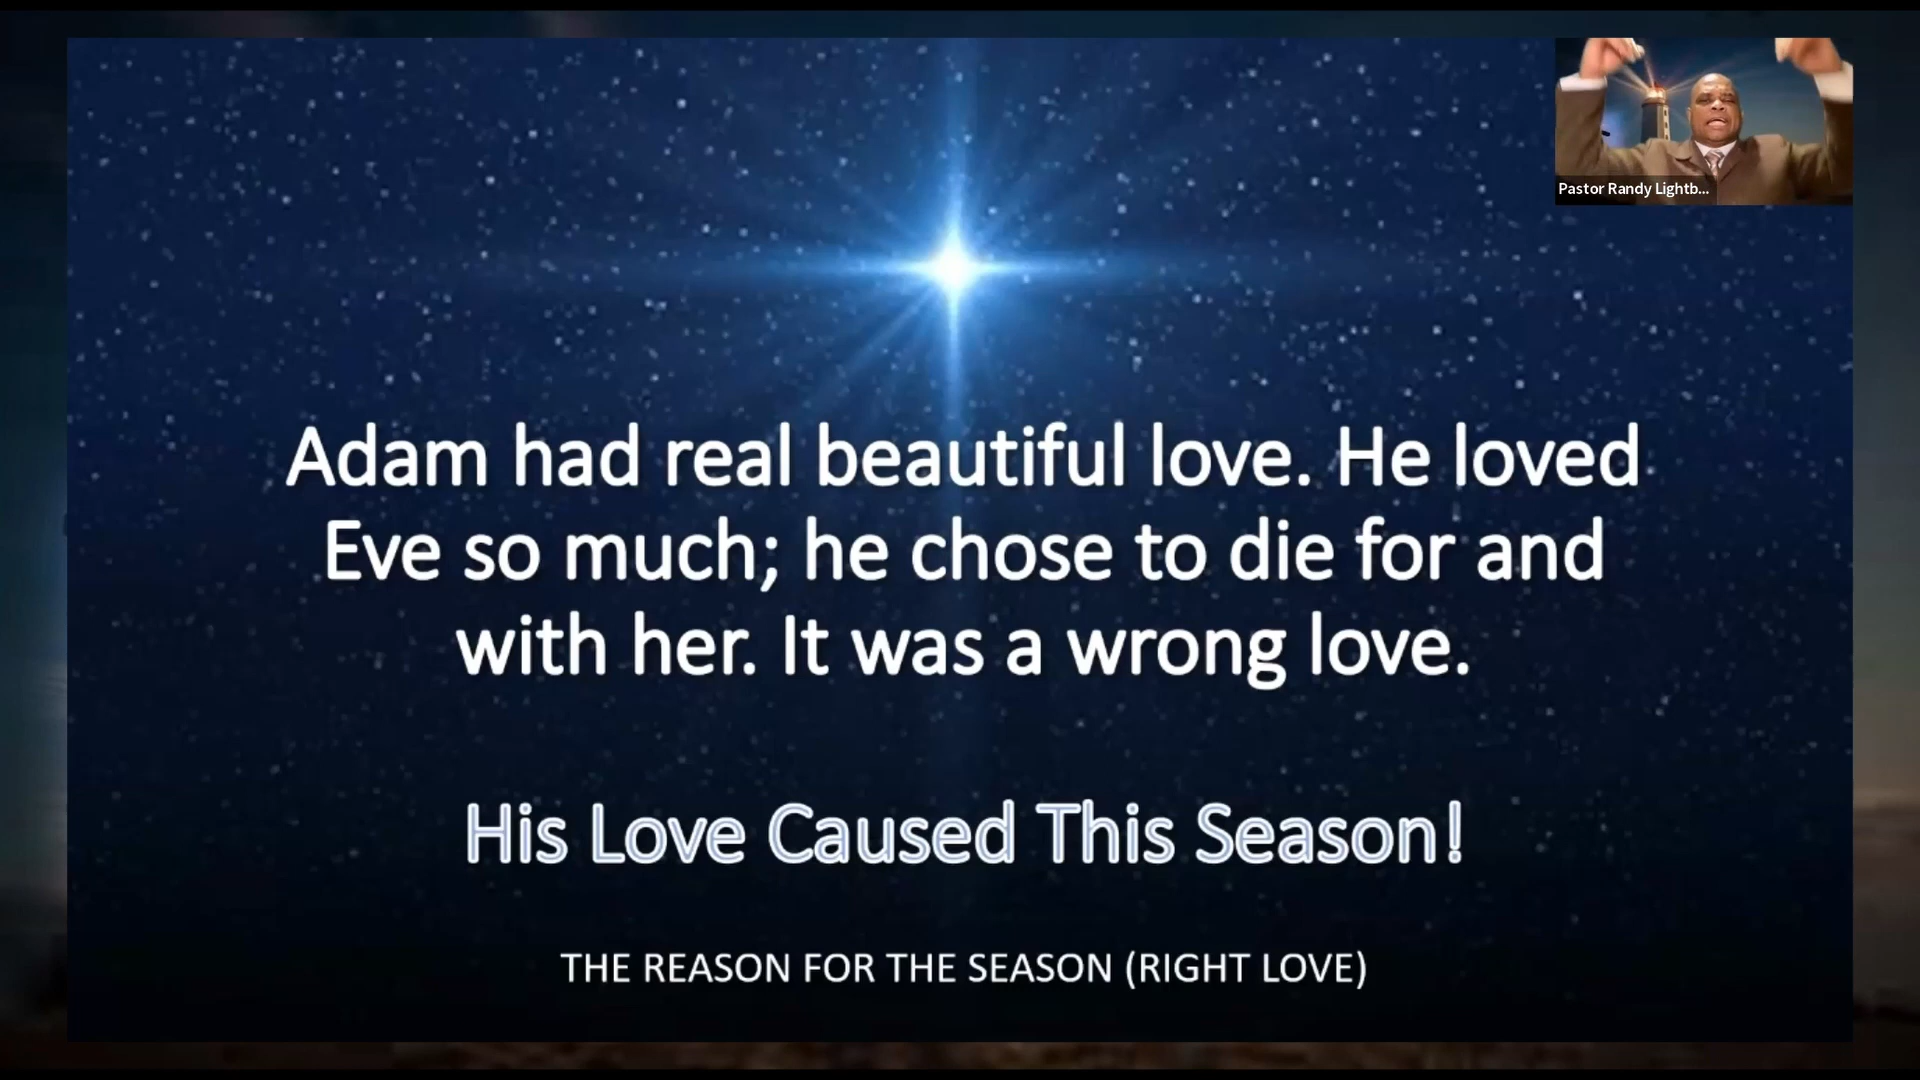 Pastor Randy Lightb...
Adam had real beautiful love. He loved
Eve so much; he chose to die for and
with her. It was a wrong love.
His Love Caused This Season!
THE REASON FOR THE SEASON (RIGHT LOVE)